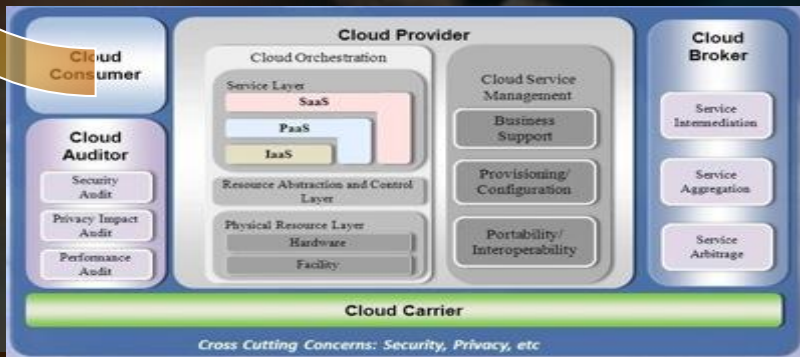 Cloud
Consumer
Cloud
Auditor
Security
Audit
Privacy Impact
Audit
Performance
Audit
Cloud Provider
Cloud Orchestration
Service Layer
SaaS
PaaS
IaaS
Resource Abstraction and Control
Layer
Physical Resource Layer
Hardware
Facility
Cloud Service
Management
Business
Support
Provisioning/
Configuration
Portability/
Interoperability
Cloud
Broker
Service
Intermediation
Service
Aggregation
Service
Arbitrage
Cloud Carrier
Cross Cutting Concerns: Security, Privacy, etc